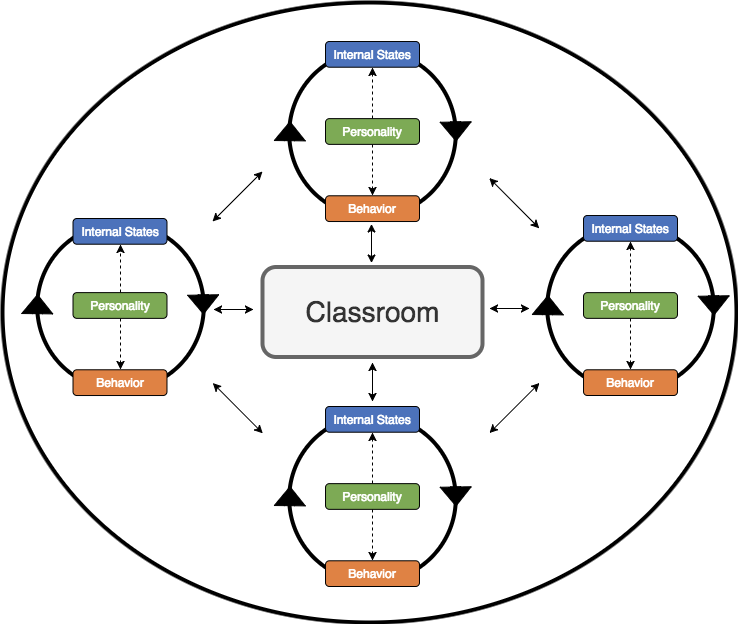 Internal States
Personality
Behavior
Internal States
Personality
Behavior
Classroom
Internal States
Personality
Behavior
Internal States
Personality
Behavior